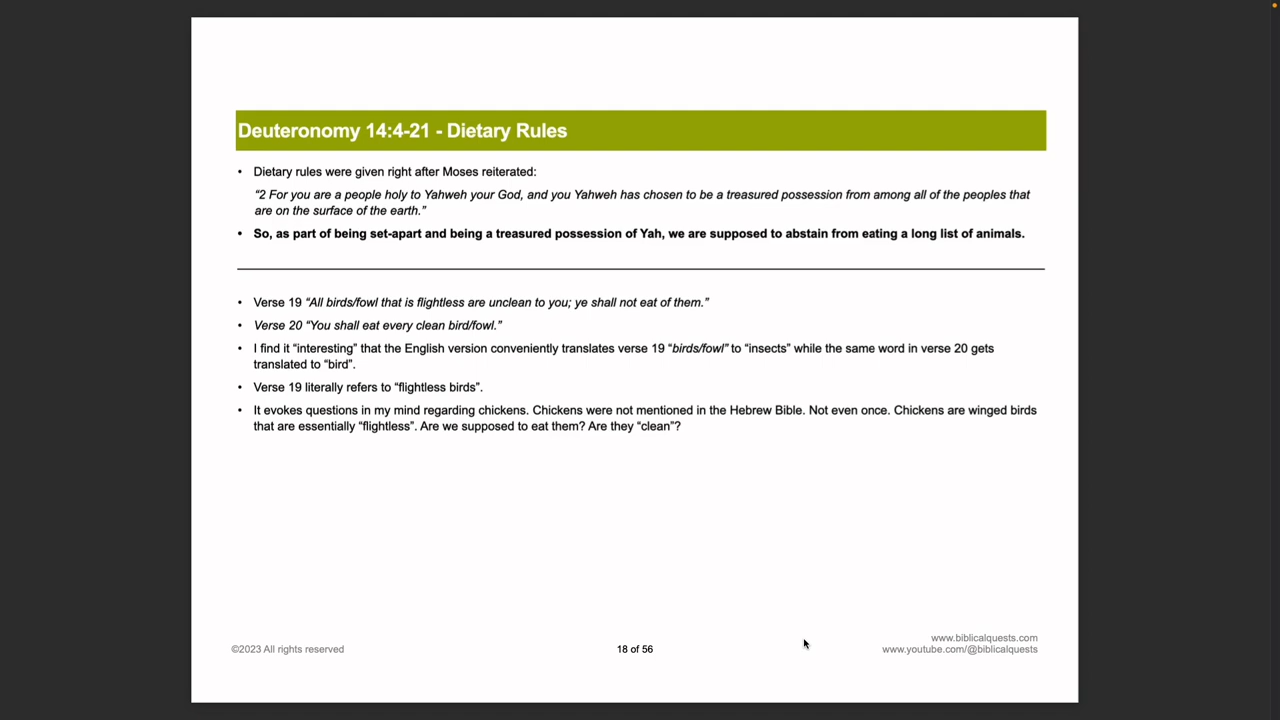 Deuteronomy 14:4-21 - Dietary Rules
• Dietary rules were given right after Moses reiterated:
“2 For you are a people holy to Yahweh your God, and you Yahweh has chosen to be a treasured possession from among all of the peoples that
are on the surface of the earth.”
• So, as part of being set-apart and being a treasured possession of Yah, we are supposed to abstain from eating a long list of animals.
• Verse 19 “All birds/fowl that is flightless are unclean to you; ye shall not eat of them.”
• Verse 20 “You shall eat every clean bird/fowl.”
• I find it “interesting” that the English version conveniently translates verse 19 “birds/fowl” to “insects” while the same word in verse 20 gets
translated to “bird”.
• Verse 19 literally refers to “flightless birds”.
• It evokes questions in my mind regarding chickens. Chickens were not mentioned in the Hebrew Bible. Not even once. Chickens are winged birds
that are essentially “flightless”. Are we supposed to eat them? Are they “clean”?
©2023 All rights reserved
18 of 56
www.biblicalquests.com
www.youtube.com/@biblicalquests